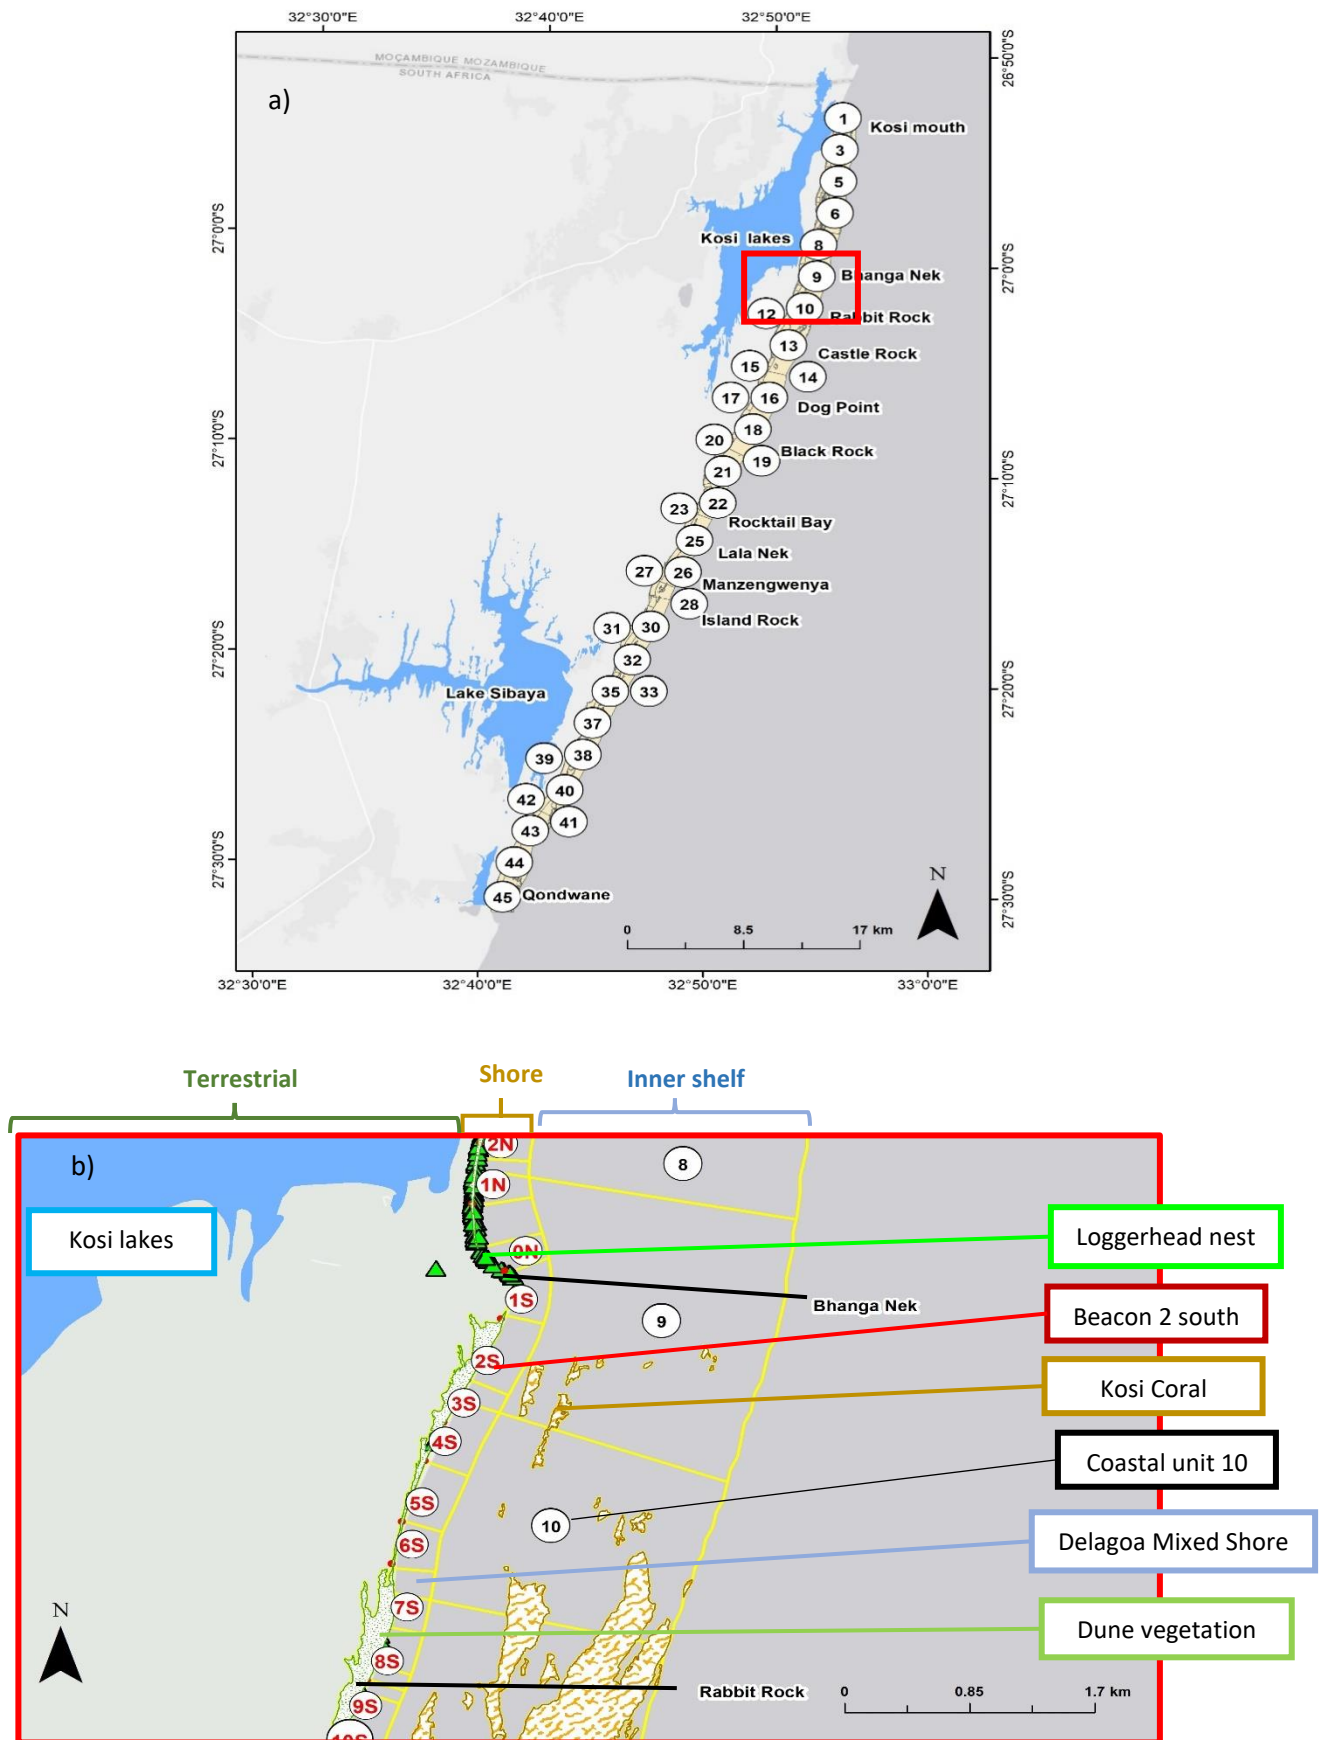 32°30'0"E 32°40'0"E 32°50'0"E
26°50'0"S
MOÇAMBIQUE MOZAMBIQUE
SOUTH AFRICA
a)
1
Kosi mouth
3
5
6
27°0'0"S
Kosi lakes
8
27°0'0"S
9
Bhanga Nek
12
10
Rabbit Rock
13
Castle Rock
15
14
17
16
Dog Point
18
20
27°10'0"S
Black Rock
19
21
27°10'0"S
22
23
Rocktail Bay
25
Lala Nek
27
26
Manzengwenya
28
Island Rock
31
30
27°20'0"S
32
Lake Sibaya
35
33
27°20'0"S
37
39
38
42
40
43
41
27°30'0"S
44
N
45
Qondwane
27°30'0"S
0 8.5 17 km
32°30'0"E 32°40'0"E 32°50'0"E 33°0'0"E
Terrestrial Shore Inner shelf
b)
2N
8
1N
Kosi lakes
0N
Loggerhead nest
1S
Bhanga Nek
9
Beacon 2 south
2S
Kosi Coral
3S
4S
Coastal unit 10
5S
10
6S
Delagoa Mixed Shore
7S
N
Dune vegetation
8S
Rabbit Rock
9S
0 0.85 1.7 km
10S